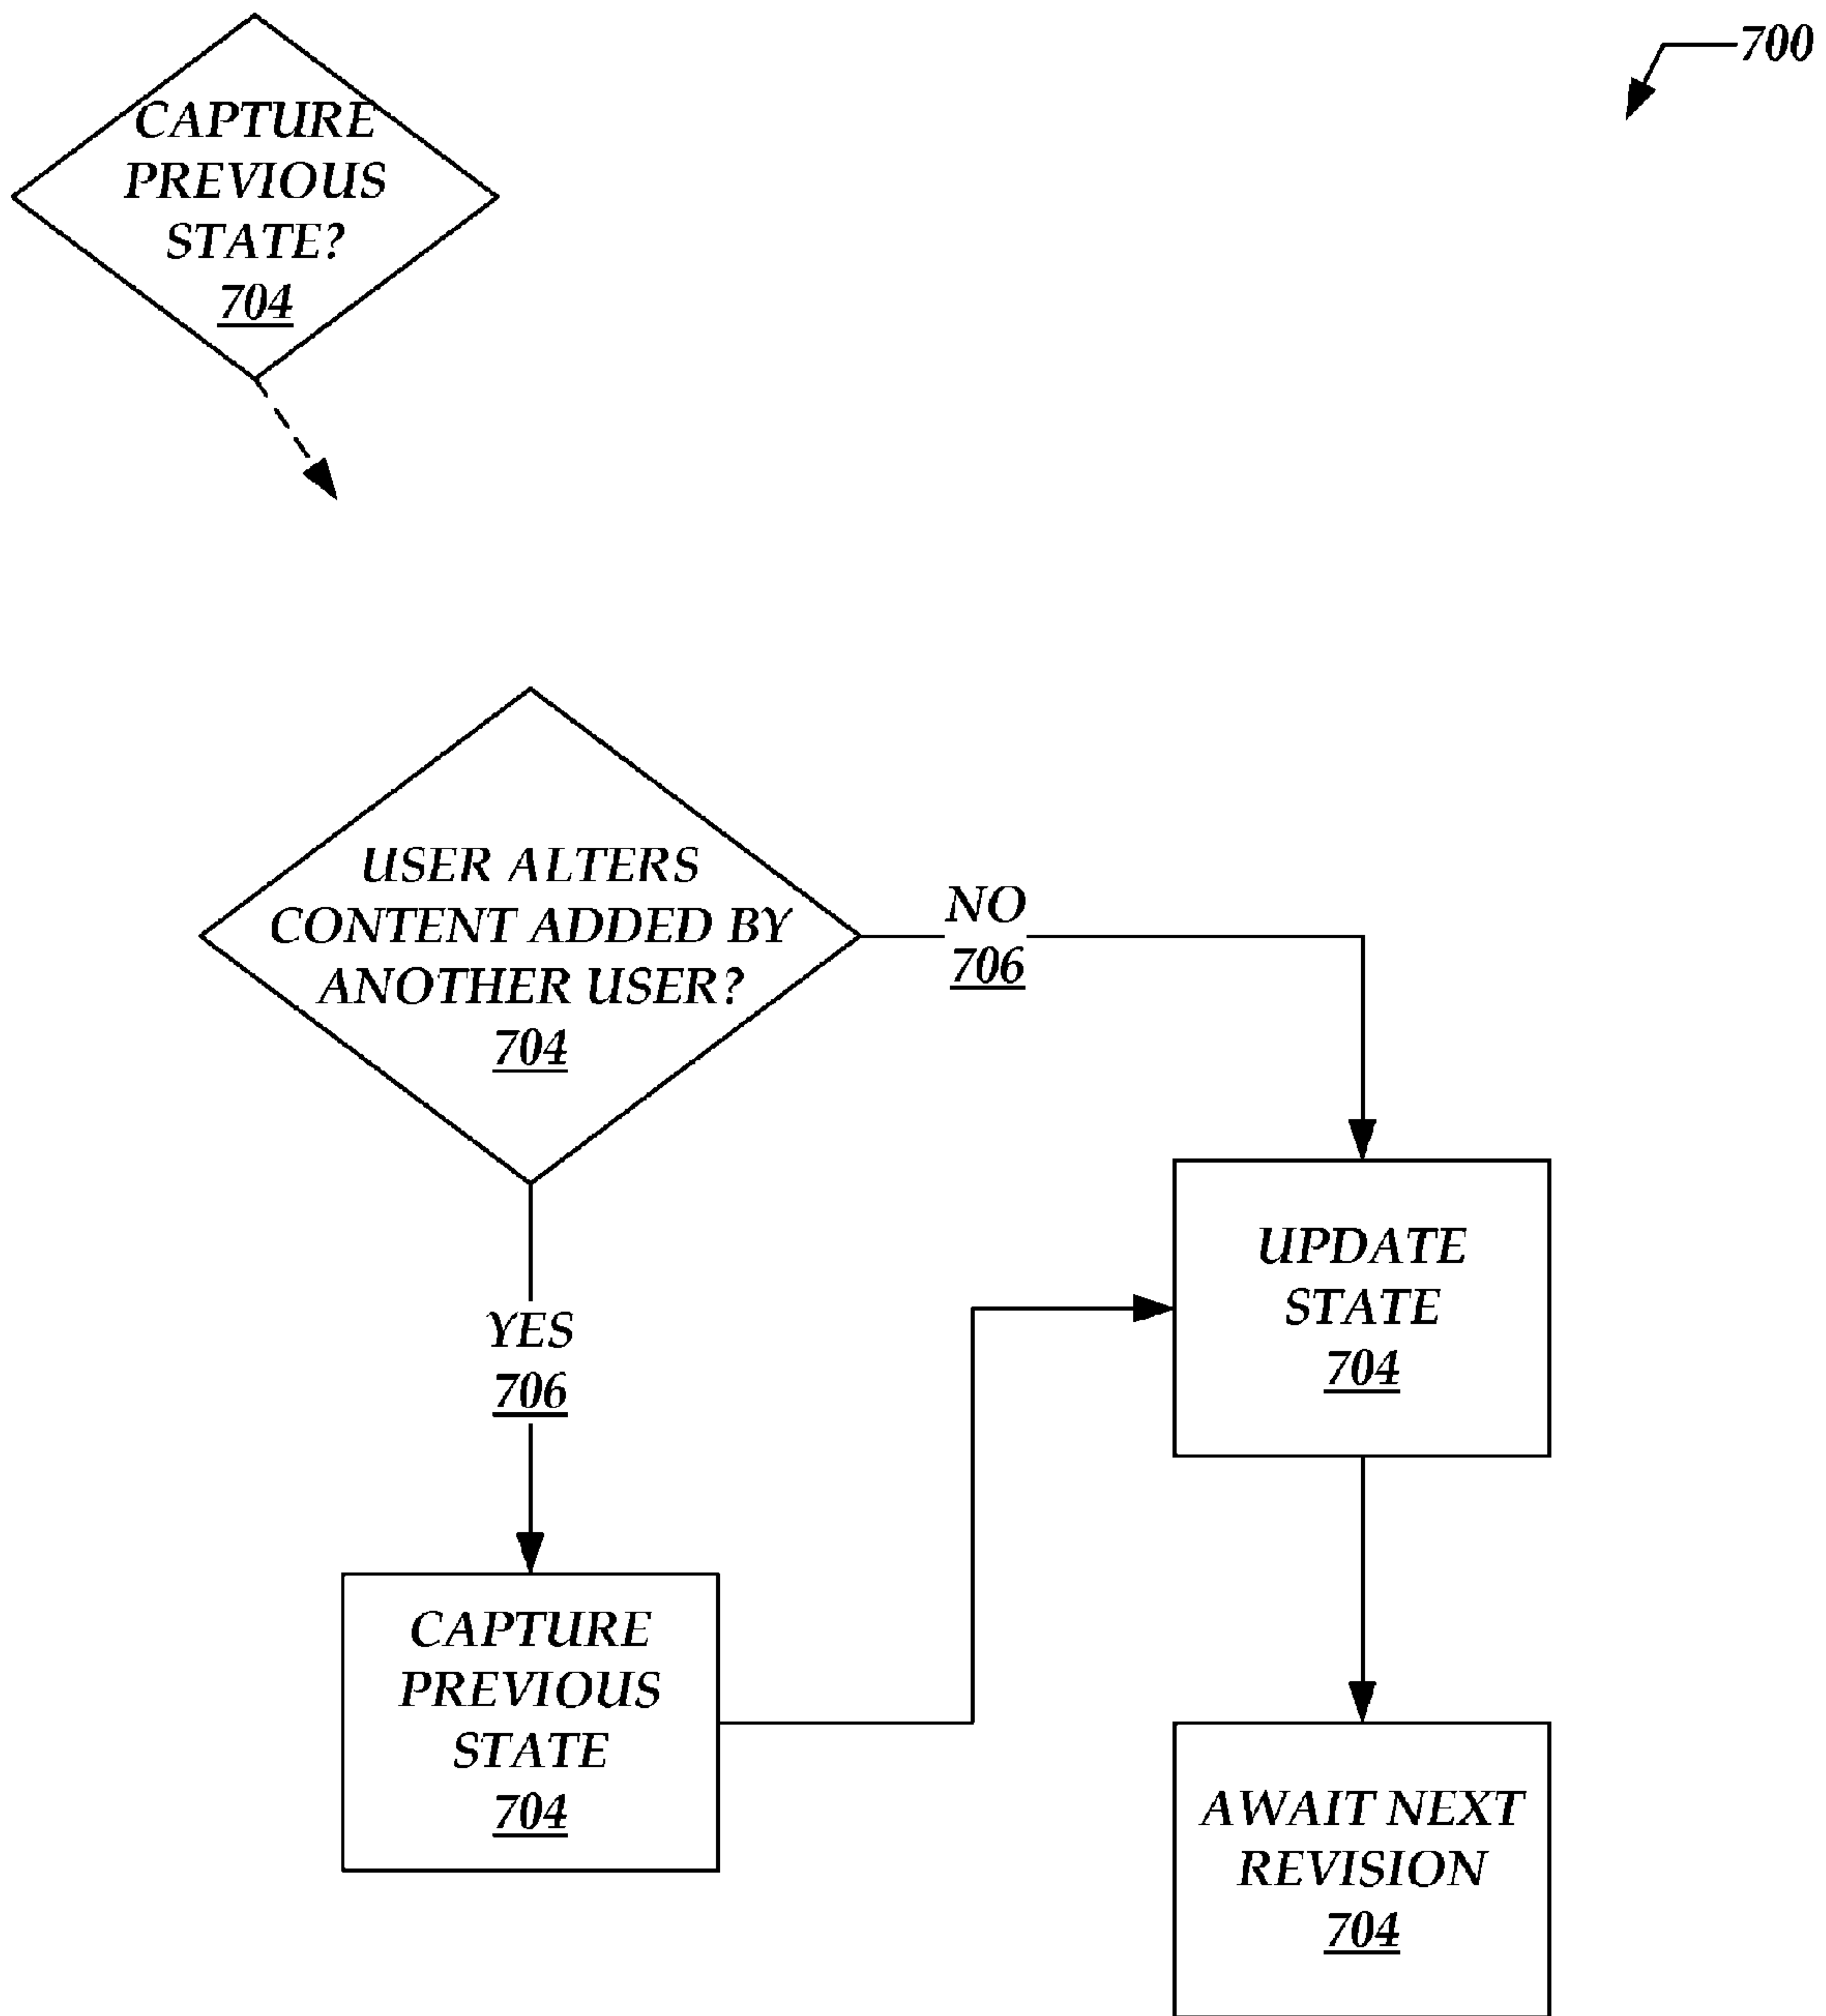 700
CAPTURE
PREVIOUS
STATE?
704
USER ALTERS
CONTENT ADDED BY
ANOTHER USER?
704
NO
706
UPDATE
STATE
704
YES
706
CAPTURE
PREVIOUS
STATE
704
AWAIT NEXT
REVISION
704